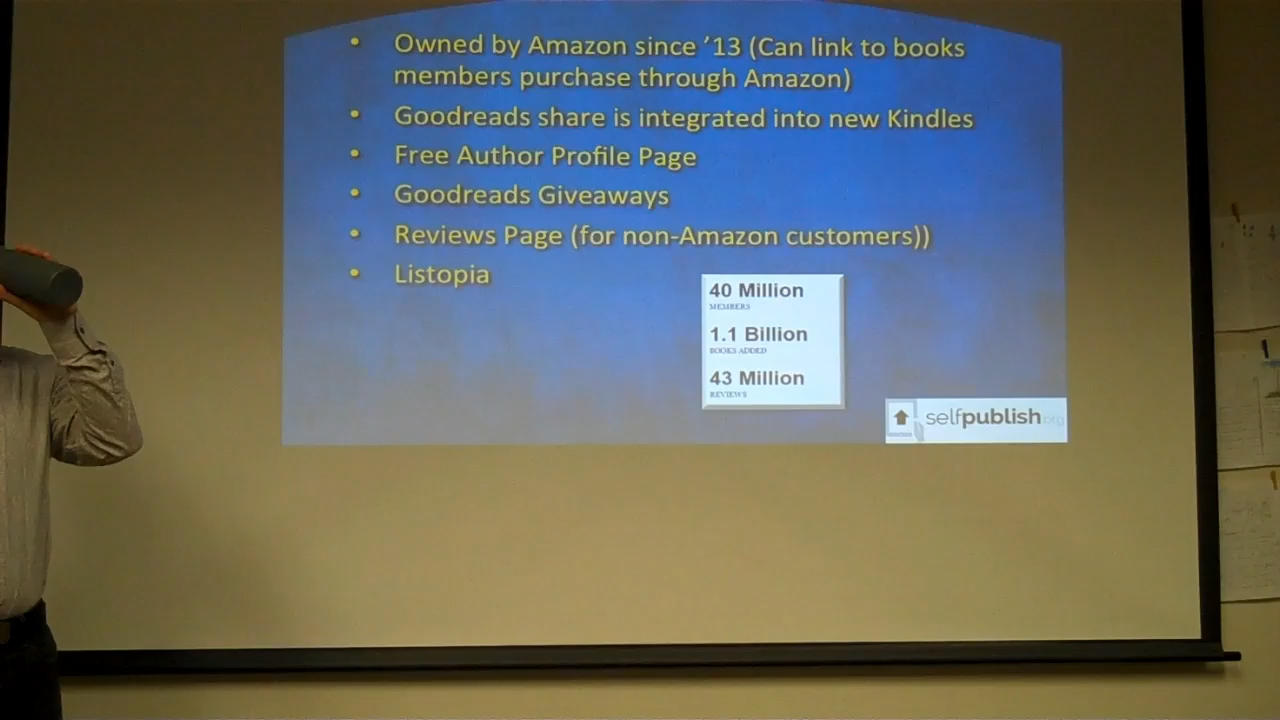 • Owned by Amazon since ’13 (Can link to books
members purchase through Amazon)
• Goodreads share is integrated into new Kindles
• Free Author Profile Page
• Goodreads Giveaways
• Reviews Page (for non-Amazon customers))
• Listopia
40 Million
MEMBERS
1.1 Billion
BOOKS ADDED
43 Million
REVIEWS
selfpublish.org